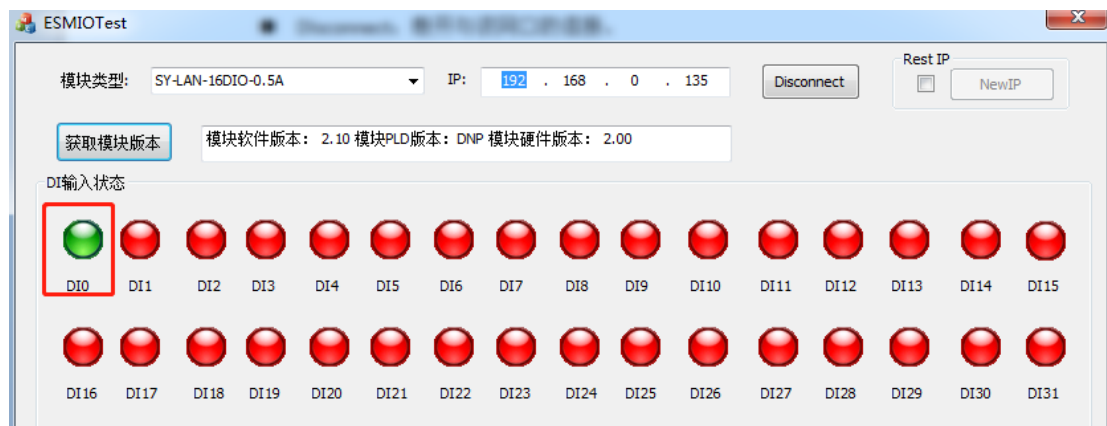 ESMIOTest
模块类型: SY-LAN-16DIO-0.5A IP: 192 . 168 . 0 . 135 Disconnect Rest IP NewIP
获取模块版本 模块软件版本: 2.10 模块PLD版本: DNP 模块硬件版本: 2.00
DI输入状态
DI0 DI1 DI2 DI3 DI4 DI5 DI6 DI7 DI8 DI9 DI10 DI11 DI12 DI13 DI14 DI15
DI16 DI17 DI18 DI19 DI20 DI21 DI22 DI23 DI24 DI25 DI26 DI27 DI28 DI29 DI30 DI31